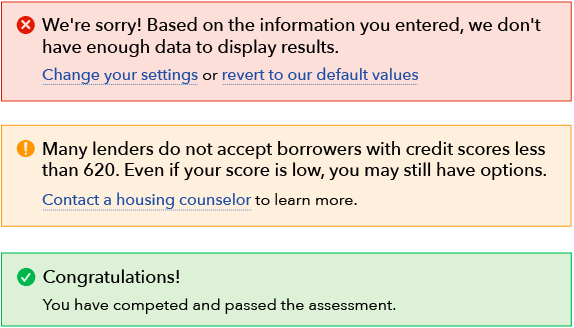 We're sorry! Based on the information you entered, we don't
have enough data to display results.
Change your settings or revert to our default values
Many lenders do not accept borrowers with credit scores less
than 620. Even if your score is low, you may still have options.
Contact a housing counselor to learn more.
Congratulations!
You have competed and passed the assessment.